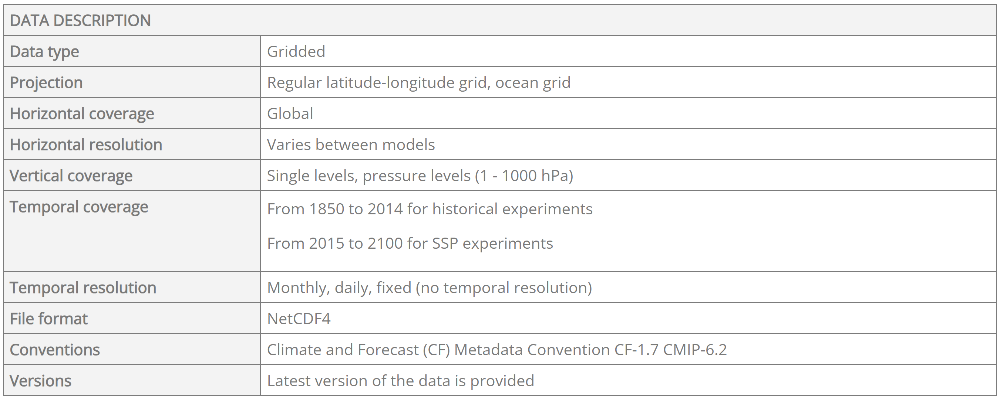 DATA DESCRIPTION
Data type
Gridded
Projection
Regular latitude-longitude grid, ocean grid
Horizontal coverage
Global
Horizontal resolution
Varies between models
Vertical coverage
Single levels, pressure levels (1 - 1000 hPa)
Temporal coverage
From 1850 to 2014 for historical experiments
From 2015 to 2100 for SSP experiments
Temporal resolution
Monthly, daily, fixed (no temporal resolution)
File format
NetCDF4
Conventions
Climate and Forecast (CF) Metadata Convention CF-1.7 CMIP-6.2
Versions
Latest version of the data is provided